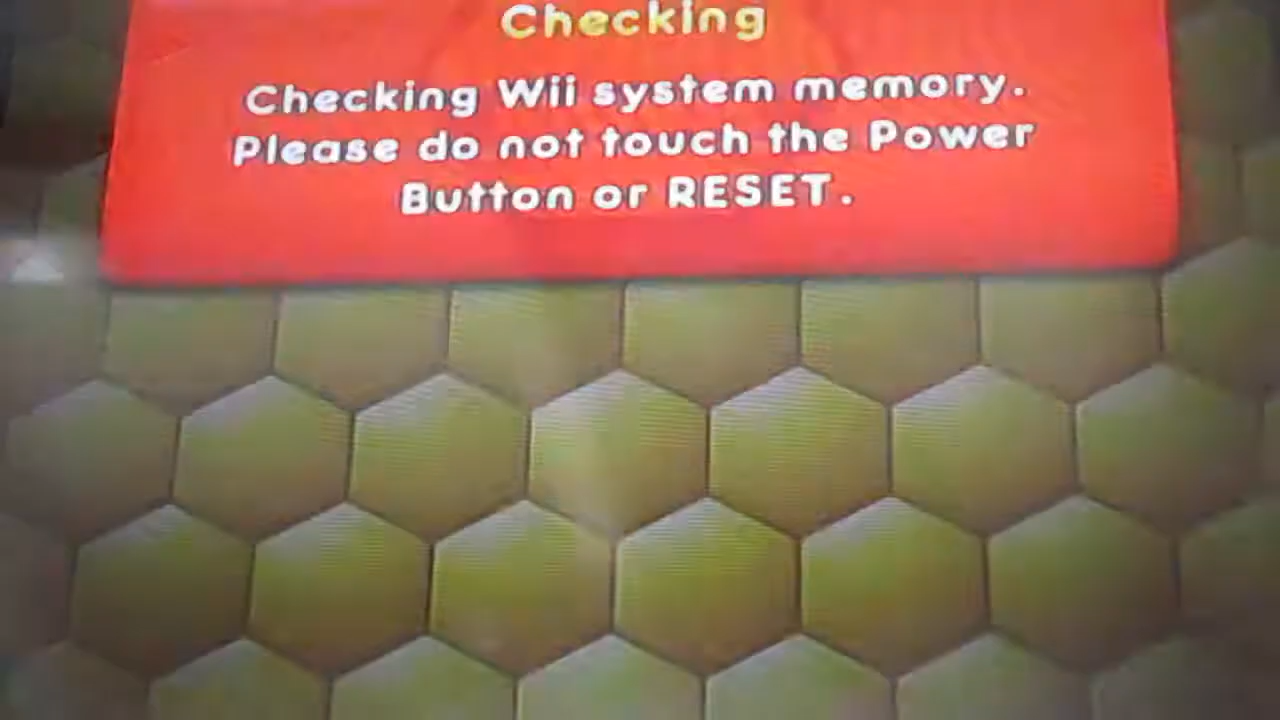 Checking
Checking Wii system memory.
Please do not touch the Power
Button or RESET.